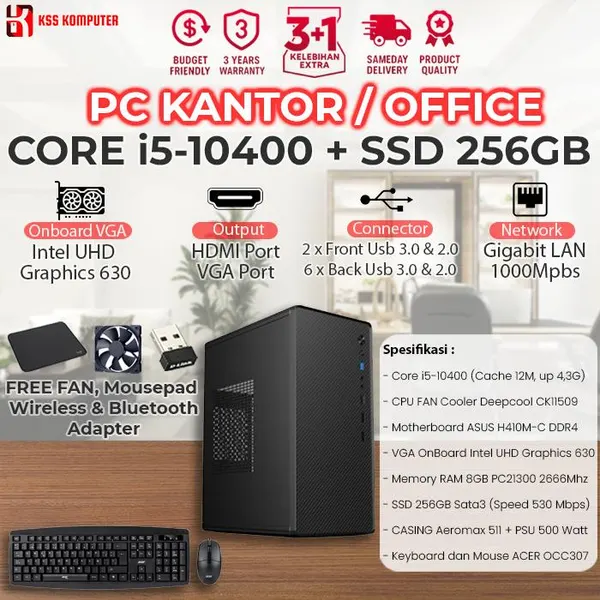 KSS KOMPUTER
BUDGET
FRIENDLY
3
3 YEARS
WARRANTY
3+1
KELEBIHAN
EXTRA
SAMEDAY
DELIVERY
PRODUCT
QUALITY
PC KANTOR / OFFICE
CORE i5-10400 + SSD 256GB
Onboard VGA
Intel UHD
Graphics 630
Output
HDMI Port
VGA Port
Connector
2 x Front Usb 3.0 & 2.0
6 x Back Usb 3.0 & 2.0
Network
Gigabit LAN
1000Mpbs
FREE FAN, Mousepad
Wireless & Bluetooth
Adapter
Spesifikasi :
- Core i5-10400 (Cache 12M, up 4,3G)
- CPU FAN Cooler Deepcool CK11509
- Motherboard ASUS H410M-C DDR4
- VGA OnBoard Intel UHD Graphics 630
- Memory RAM 8GB PC21300 2666Mhz
- SSD 256GB Sata3 (Speed 530 Mbps)
- CASING Aeromax 511 + PSU 500 Watt
- Keyboard dan Mouse ACER OCC307